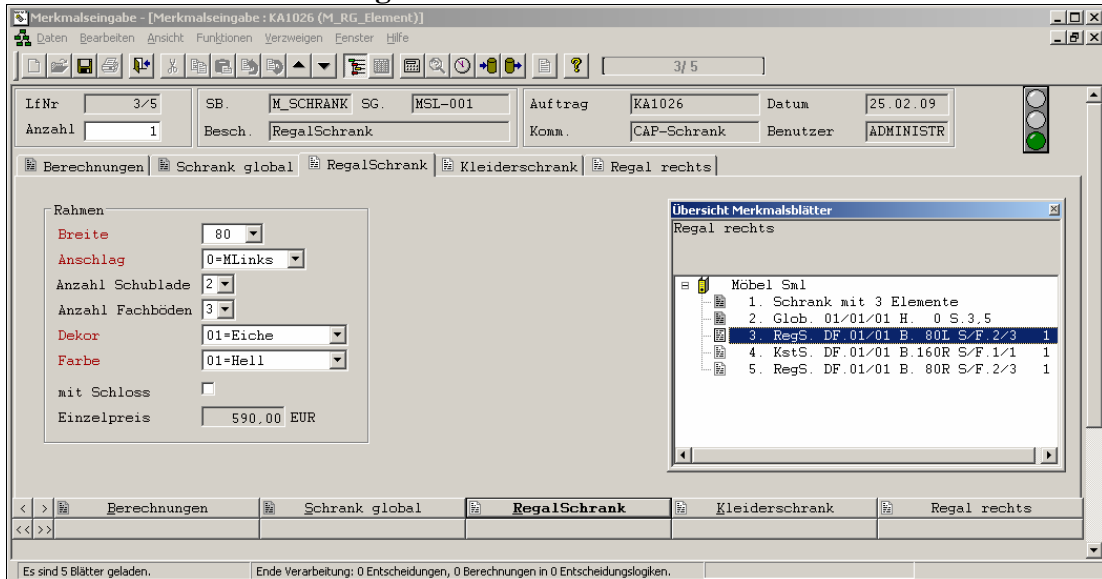 Merkmalseingabe - [Merkmalseingabe : KA1026 (M_RG_Element)]
Daten Bearbeiten Ansicht Funktionen Verzweigen Fenster Hilfe
3/ 5
LfNr 3/5 SB. M_SCHRANK SG. MSL-001 Auftrag KA1026 Datum 25.02.09
Anzahl 1 Besch. RegalSchrank Komm. CAP-Schrank Benutzer ADMINISTR
Berechnungen Schrank global RegalSchrank Kleiderschrank Regal rechts
Rahmen
Breite 80
Anschlag 0=MLinks
Anzahl Schublade 2
Anzahl Fachböden 3
Dekor 01=Eiche
Farbe 01=Hell
mit Schloss
Einzelpreis 590,00 EUR
Übersicht Merkmalsblätter
Regal rechts
Möbel Sml
1. Schrank mit 3 Elemente
2. Glob. 01/01/01 H. 0 S.3.5
3. RegS. DF.01/01 B. 80L S/F.2/3 1
4. KstS. DF.01/01 B.160R S/F.1/1 1
5. RegS. DF.01/01 B. 80R S/F.2/3 1
< > Berechnungen Schrank global RegalSchrank Kleiderschrank Regal rechts
<< >>
Es sind 5 Blätter geladen. Ende Verarbeitung: 0 Entscheidungen, 0 Berechnungen in 0 Entscheidungslogiken.